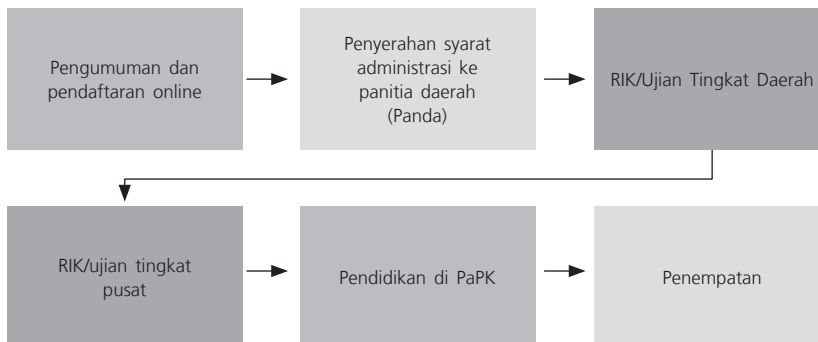 Pengumuman dan
pendaftaran online
Penyerahan syarat
administrasi ke
panitia daerah
(Panda)
RIK/Ujian Tingkat Daerah
RIK/ujian tingkat
pusat
Pendidikan di PaPK
Penempatan